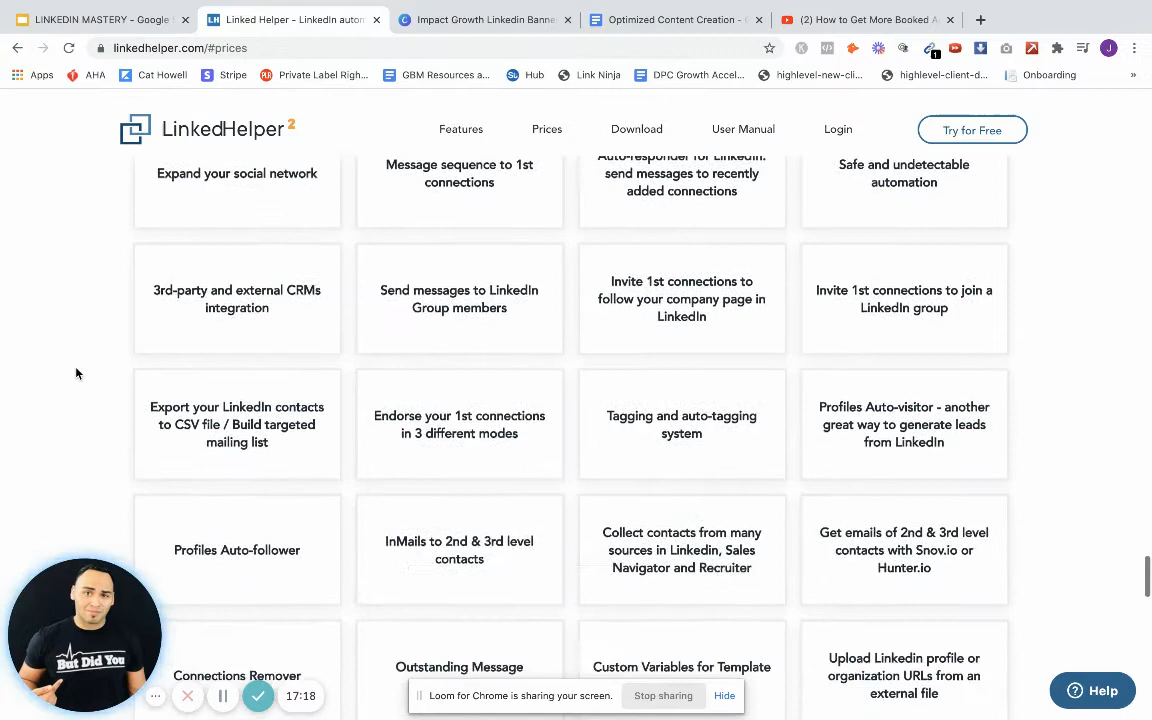 LINKEDIN MASTERY - Google
Linked Helper - LinkedIn auton
Impact Growth Linkedin Banne
Optimized Content Creation - G
(2) How to Get More Booked A
linkedhelper.com/#prices
1
J
Apps
AHA
Cat Howell
Stripe
Private Label Righ...
GBM Resources a...
Hub
Link Ninja
DPC Growth Accel...
highlevel-new-cli...
highlevel-client-d...
Onboarding
»
LinkedHelper 2
Features
Prices
Download
User Manual
Login
Try for Free
Expand your social network
Message sequence to 1st
connections
Auto-responder for LinkedIn:
send messages to recently
added connections
Safe and undetectable
automation
3rd-party and external CRMs
integration
Send messages to LinkedIn
Group members
Invite 1st connections to
follow your company page in
LinkedIn
Invite 1st connections to join a
LinkedIn group
Export your LinkedIn contacts
to CSV file / Build targeted
mailing list
Endorse your 1st connections
in 3 different modes
Tagging and auto-tagging
system
Profiles Auto-visitor - another
great way to generate leads
from LinkedIn
Profiles Auto-follower
InMails to 2nd & 3rd level
contacts
Collect contacts from many
sources in Linkedin, Sales
Navigator and Recruiter
Get emails of 2nd & 3rd level
contacts with Snov.io or
Hunter.io
Connections Remover
Outstanding Message
Custom Variables for Template
Upload Linkedin profile or
organization URLs from an
external file
But Did You
17:18
Loom for Chrome is sharing your screen.
Stop sharing
Hide
Help